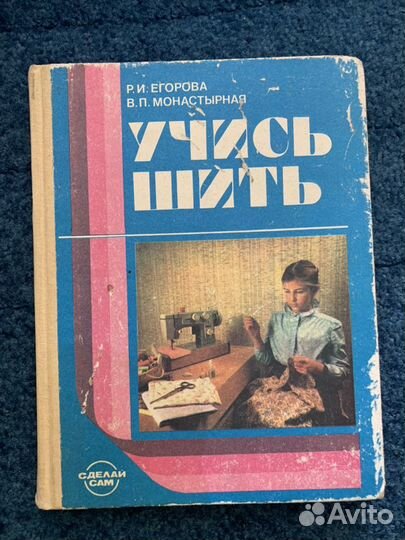 Р. И. ЕГОРОВА
В. П. МОНАСТЫРНАЯ
УЧИСЬ
ШИТЬ
СДЕЛАЙ
САМ
Avito